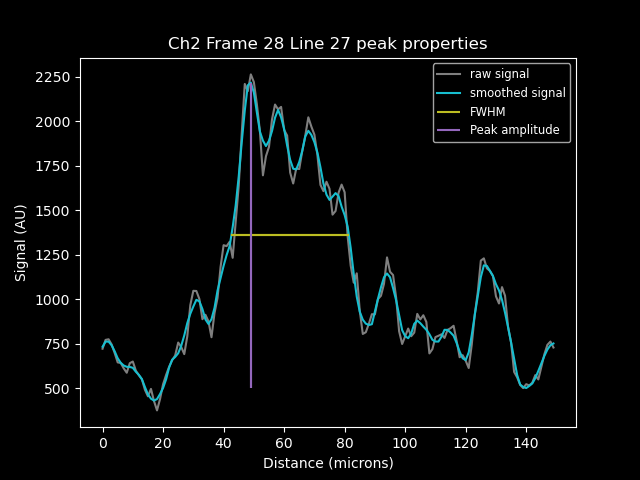 Ch2 Frame 28 Line 27 peak properties
raw signal
smoothed signal
FWHM
Peak amplitude
Signal (AU)
2250
2000
1750
1500
1250
1000
750
500
0 20 40 60 80 100 120 140
Distance (microns)